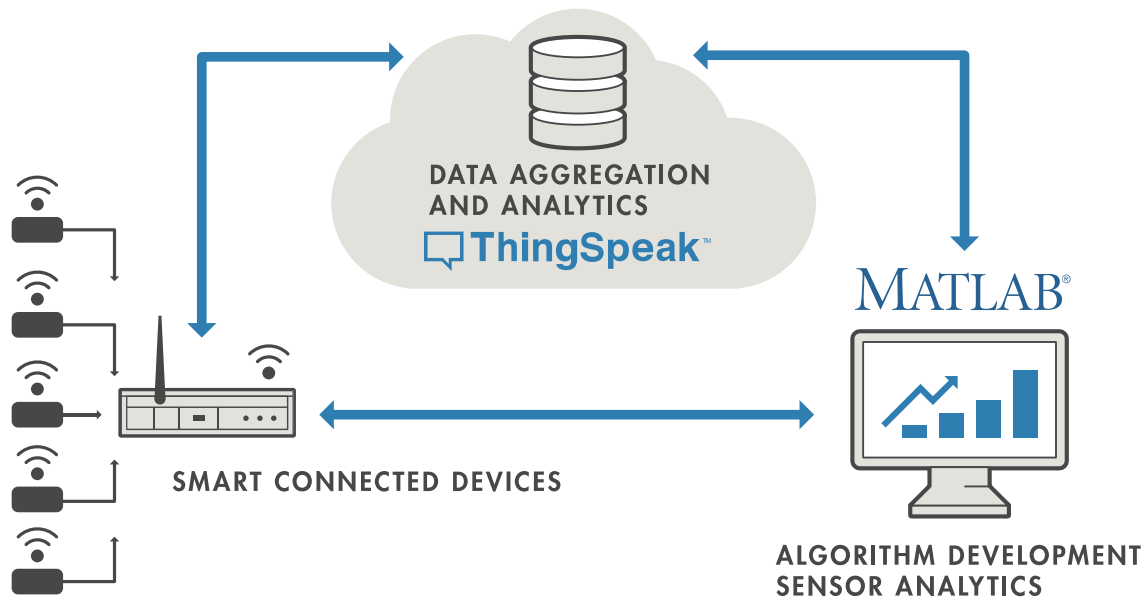 DATA AGGREGATION
AND ANALYTICS
ThingSpeak™
MATLAB®
SMART CONNECTED DEVICES
ALGORITHM DEVELOPMENT
SENSOR ANALYTICS